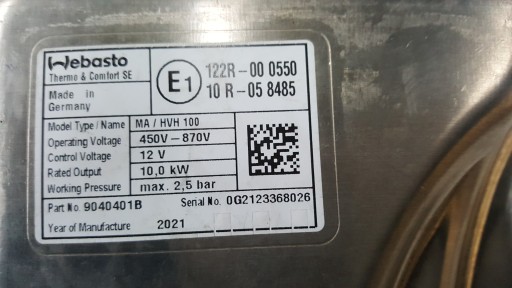 Webasto
Thermo & Comfort SE
Made in
Germany
E1
122R-00 0550
10 R-05 8485
Model Type / Name MA / HVH 100
Operating Voltage 450V-870V
Control Voltage 12 V
Rated Output 10,0 kW
Working Pressure max. 2,5 bar
Part No. 9040401B Serial No. 0G2123368026
Year of Manufacture 2021